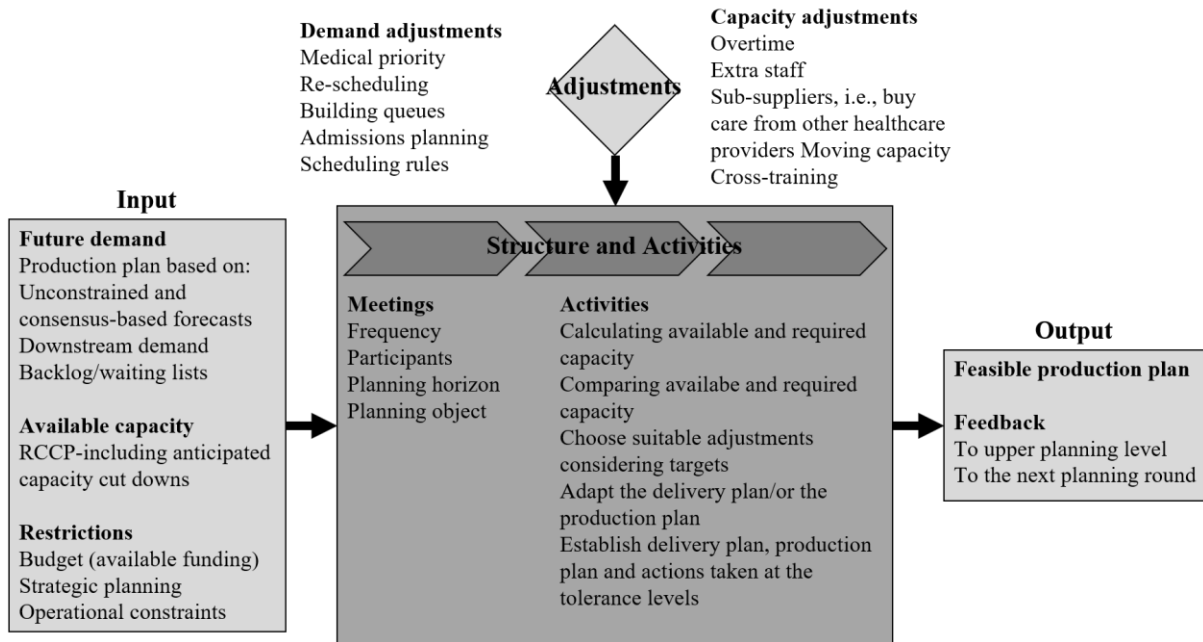 Demand adjustments
Medical priority
Re-scheduling
Building queues
Admissions planning
Scheduling rules
Adjustments
Capacity adjustments
Overtime
Extra staff
Sub-suppliers, i.e., buy
care from other healthcare
providers Moving capacity
Cross-training
Input
Future demand
Production plan based on:
Unconstrained and
consensus-based forecasts
Downstream demand
Backlog/waiting lists
Available capacity
RCCP-including anticipated
capacity cut downs
Restrictions
Budget (available funding)
Strategic planning
Operational constraints
Structure and Activities
Meetings
Frequency
Participants
Planning horizon
Planning object
Activities
Calculating available and required
capacity
Comparing availabe and required
capacity
Choose suitable adjustments
considering targets
Adapt the delivery plan/or the
production plan
Establish delivery plan, production
plan and actions taken at the
tolerance levels
Output
Feasible production plan
Feedback
To upper planning level
To the next planning round